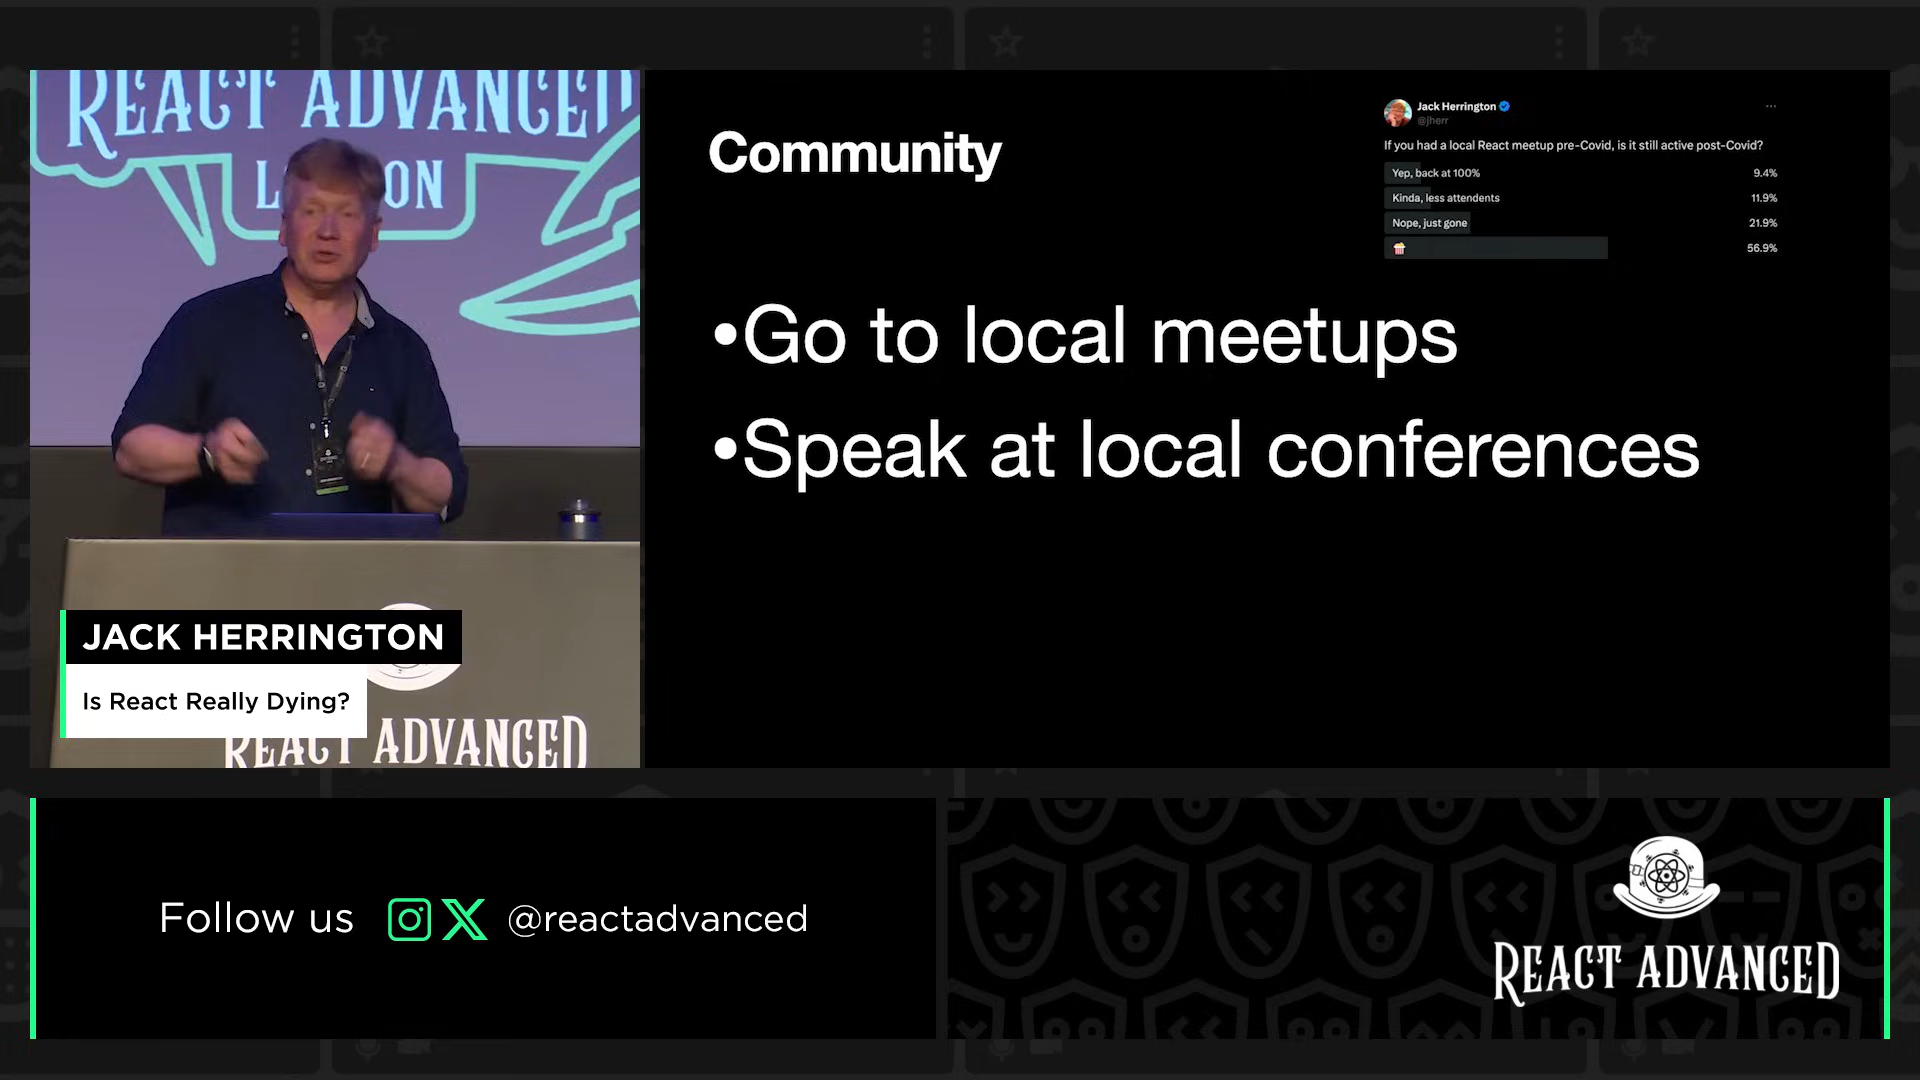 REACT ADVANCED
LONDON
Community
Jack Herrington
@jherr
If you had a local React meetup pre-Covid, is it still active post-Covid?
Yep, back at 100% 9.4%
Kinda, less attendents 11.9%
Nope, just gone 21.9%
🍿 56.9%
•Go to local meetups
•Speak at local conferences
JACK HERRINGTON
Is React Really Dying?
REACT ADVANCED
Follow us @reactadvanced
REACT ADVANCED